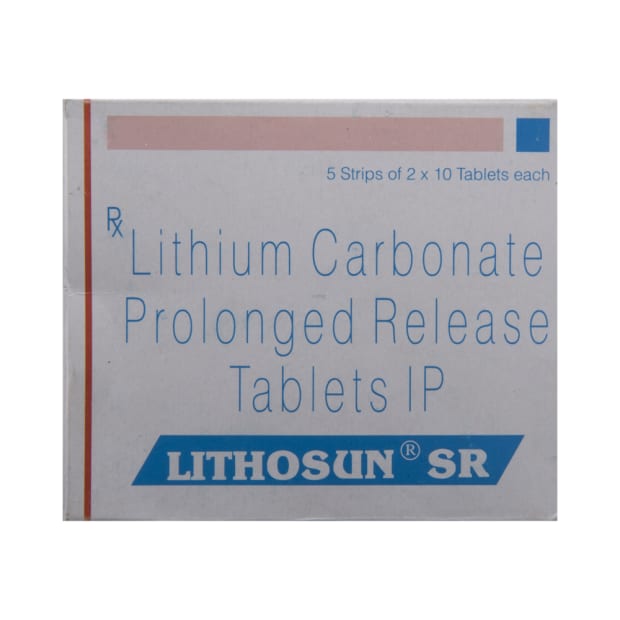 5 Strips of 2 x 10 Tablets each
Rx Lithium Carbonate
Prolonged Release
Tablets IP
LITHOSUN® SR